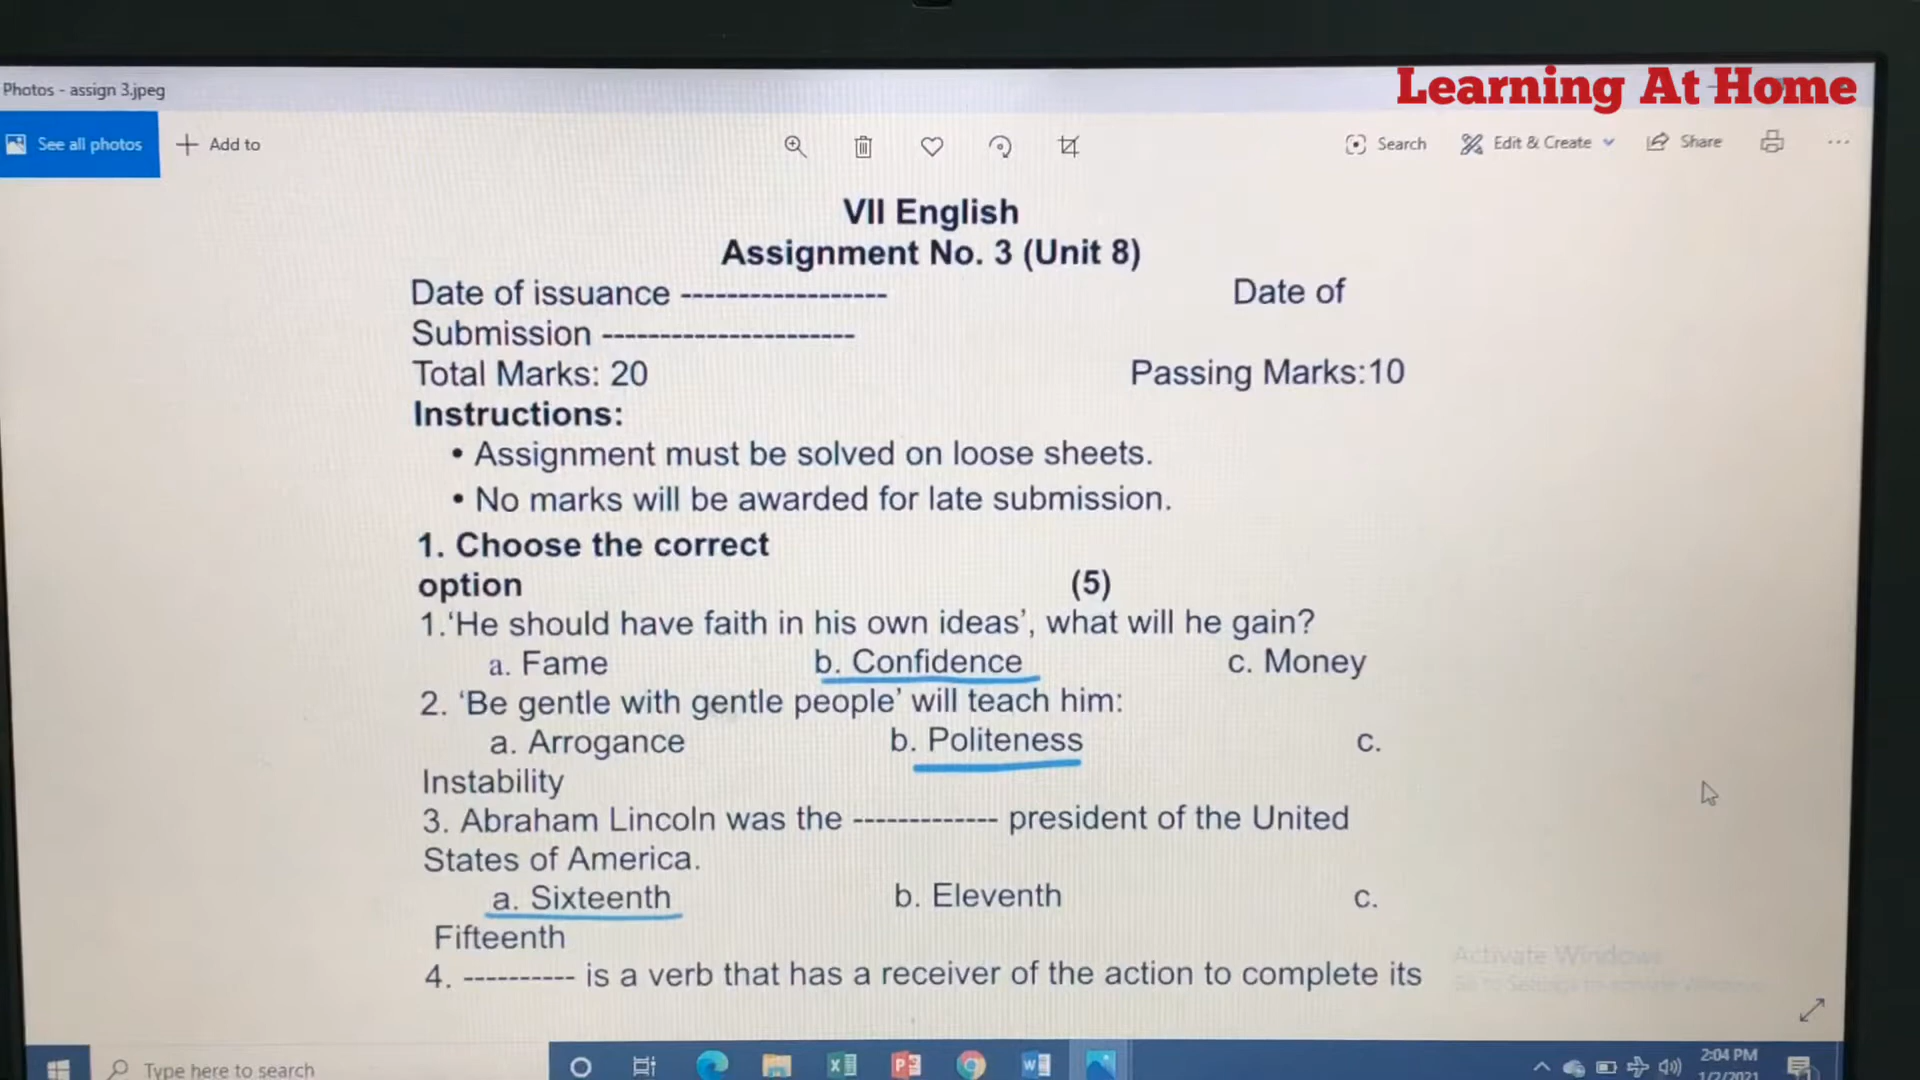 Learning At Home
Photos - assign 3.jpeg
See all photos
Add to
Search
Edit & Create
Share
VII English
Assignment No. 3 (Unit 8)
Date of issuance ------------------ Date of
Submission ----------------------
Total Marks: 20 Passing Marks:10
Instructions:
• Assignment must be solved on loose sheets.
• No marks will be awarded for late submission.
1. Choose the correct
option (5)
1.‘He should have faith in his own ideas’, what will he gain?
a. Fame b. Confidence c. Money
2. ‘Be gentle with gentle people’ will teach him:
a. Arrogance b. Politeness c.
Instability
3. Abraham Lincoln was the ------------- president of the United
States of America.
a. Sixteenth b. Eleventh c.
Fifteenth
4. ---------- is a verb that has a receiver of the action to complete its
Activate Windows
Type here to search
2:04 PM
1/2/2021